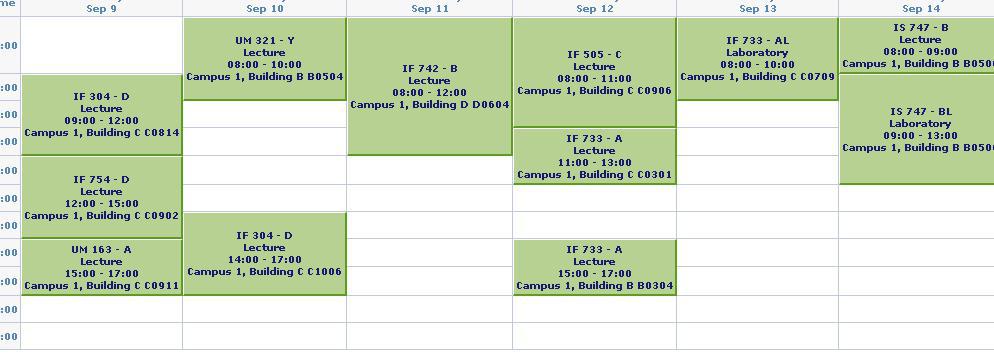 me
Sep 9
Sep 10
Sep 11
Sep 12
Sep 13
Sep 14
:00
:00
:00
:00
:00
:00
:00
:00
:00
:00
:00
IF 304 - D
Lecture
09:00 - 12:00
Campus 1, Building C C0814
IF 754 - D
Lecture
12:00 - 15:00
Campus 1, Building C C0902
UM 163 - A
Lecture
15:00 - 17:00
Campus 1, Building C C0911
UM 321 - Y
Lecture
08:00 - 10:00
Campus 1, Building B B0504
IF 304 - D
Lecture
14:00 - 17:00
Campus 1, Building C C1006
IF 742 - B
Lecture
08:00 - 12:00
Campus 1, Building D D0604
IF 505 - C
Lecture
08:00 - 11:00
Campus 1, Building C C0906
IF 733 - A
Lecture
11:00 - 13:00
Campus 1, Building C C0301
IF 733 - A
Lecture
15:00 - 17:00
Campus 1, Building B B0304
IF 733 - AL
Laboratory
08:00 - 10:00
Campus 1, Building C C0709
IS 747 - B
Lecture
08:00 - 09:00
Campus 1, Building B
IS 747 - BL
Laboratory
09:00 - 13:00
Campus 1, Building B